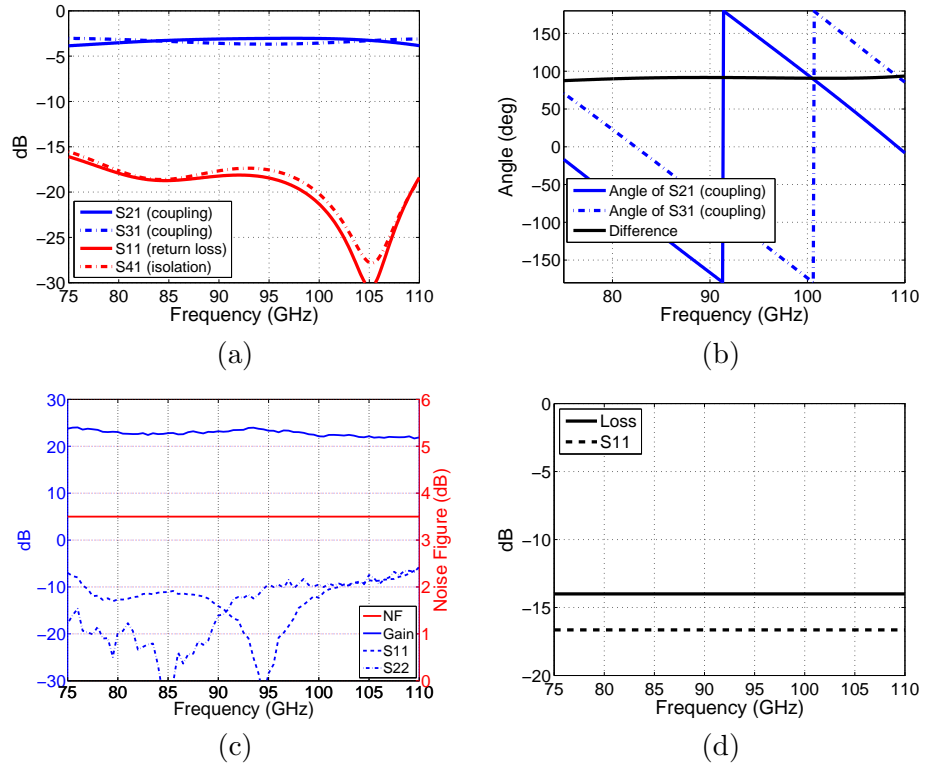 0
−5
−10
−15
−20
−25
−30
dB
75 80 85 90 95 100 105 110
Frequency (GHz)
S21 (coupling)
S31 (coupling)
S11 (return loss)
S41 (isolation)
(a)
150
100
50
0
−50
−100
−150
Angle (deg)
80 90 100 110
Frequency (GHz)
Angle of S21 (coupling)
Angle of S31 (coupling)
Difference
(b)
30
20
10
0
−10
−20
−30
dB
6
5
4
3
2
1
0
Noise Figure (dB)
75 80 85 90 95 100 105 110
Frequency (GHz)
NF
Gain
S11
S22
(c)
0
−5
−10
−15
−20
dB
75 80 85 90 95 100 105 110
Frequency (GHz)
Loss
S11
(d)